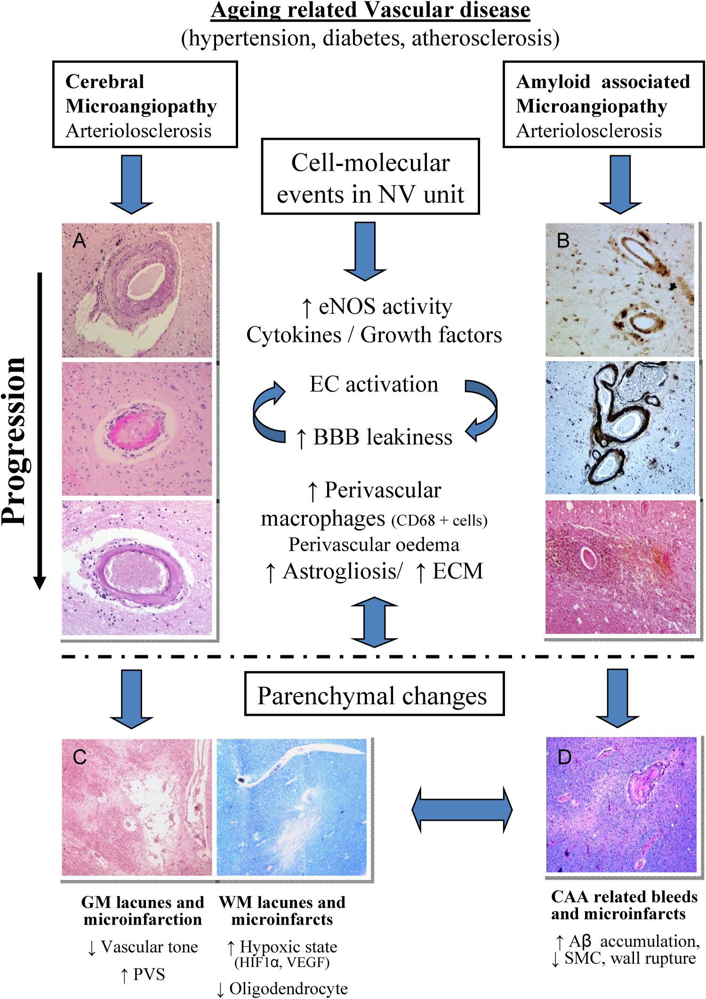 Ageing related Vascular disease
(hypertension, diabetes, atherosclerosis)
Cerebral
Microangiopathy
Arteriolosclerosis
Amyloid associated
Microangiopathy
Arteriolosclerosis
Cell-molecular
events in NV unit
A
B
Progression
↑ eNOS activity
Cytokines / Growth factors
EC activation
↑ BBB leakiness
↑ Perivascular
macrophages (CD68 + cells)
Perivascular oedema
↑ Astrogliosis/ ↑ ECM
Parenchymal changes
C
D
GM lacunes and
microinfarction
↓ Vascular tone
↑ PVS
WM lacunes and
microinfarcts
↑ Hypoxic state
(HIF1α, VEGF)
↓ Oligodendrocyte
CAA related bleeds
and microinfarcts
↑ Aβ accumulation,
↓ SMC, wall rupture